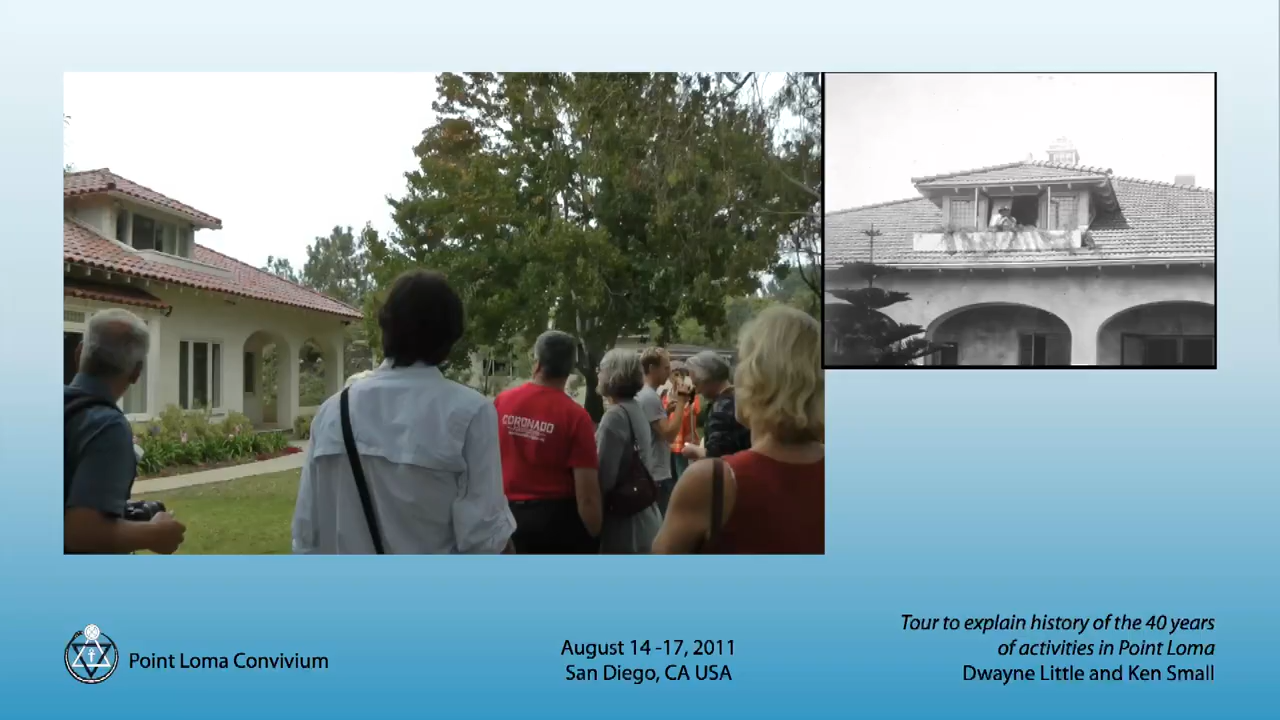 CORONADO
Point Loma Convivium
August 14 -17, 2011
San Diego, CA USA
Tour to explain history of the 40 years
of activities in Point Loma
Dwayne Little and Ken Small